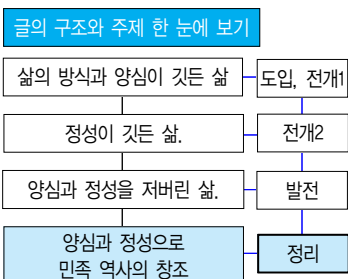 글의 구조와 주제 한 눈에 보기
삶의 방식과 양심이 깃든 삶
도입, 전개1
정성이 깃든 삶.
전개2
양심과 정성을 저버린 삶.
발전
양심과 정성으로
민족 역사의 창조
정리